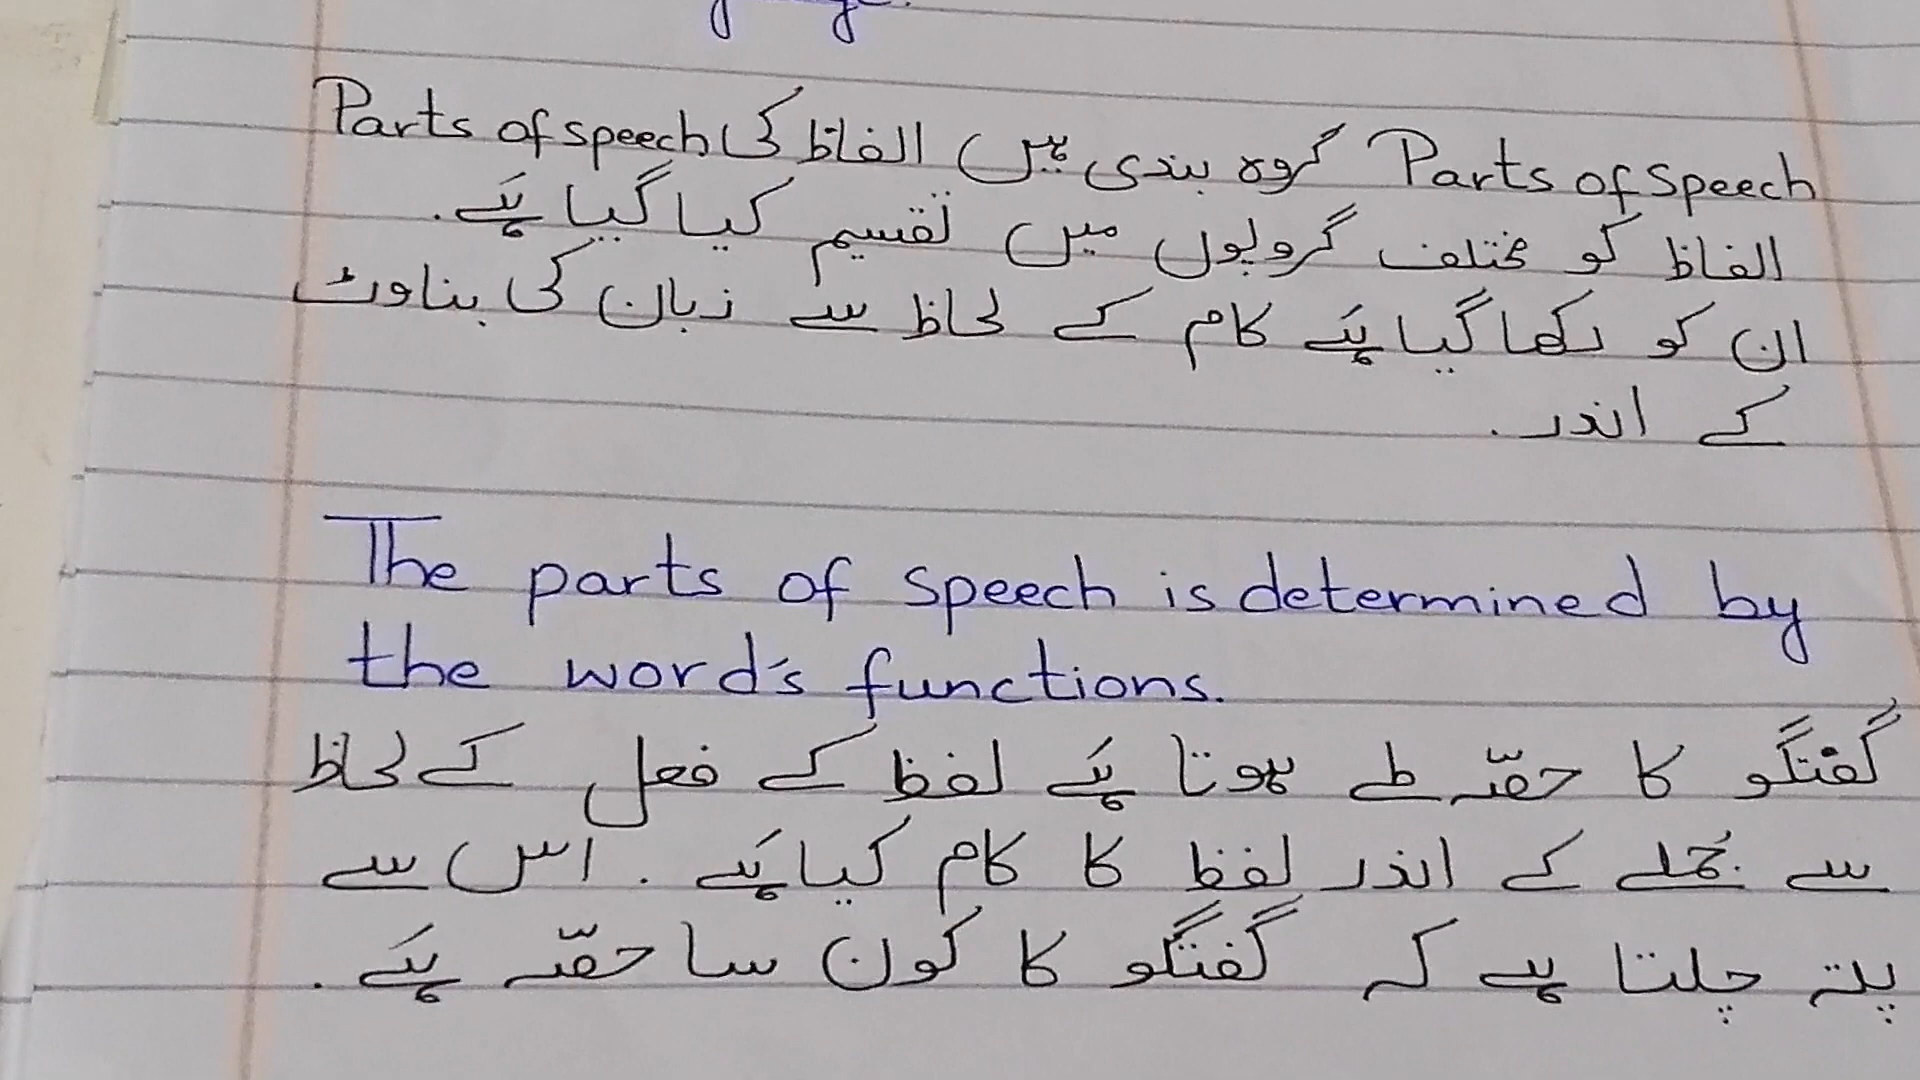 Parts of speech گروہ بندی ہیں الفاظ کی Parts of speech
الفاظ کو مختلف گروپوں میں تقسیم کیا گیا ہے۔
ان کو رکھا گیا ہے کام کے لحاظ سے زبان کی بناوٹ
کے اندر۔
The parts of speech is determined by
the word's functions.
گفتگو کا حصّہ طے ہوتا ہے لفظ کے فعل کے لحاظ
سے جملے کے اندر لفظ کا کام کیا ہے۔ اس سے
پتہ چلتا ہے کہ گفتگو کا کون سا حصّہ ہے۔